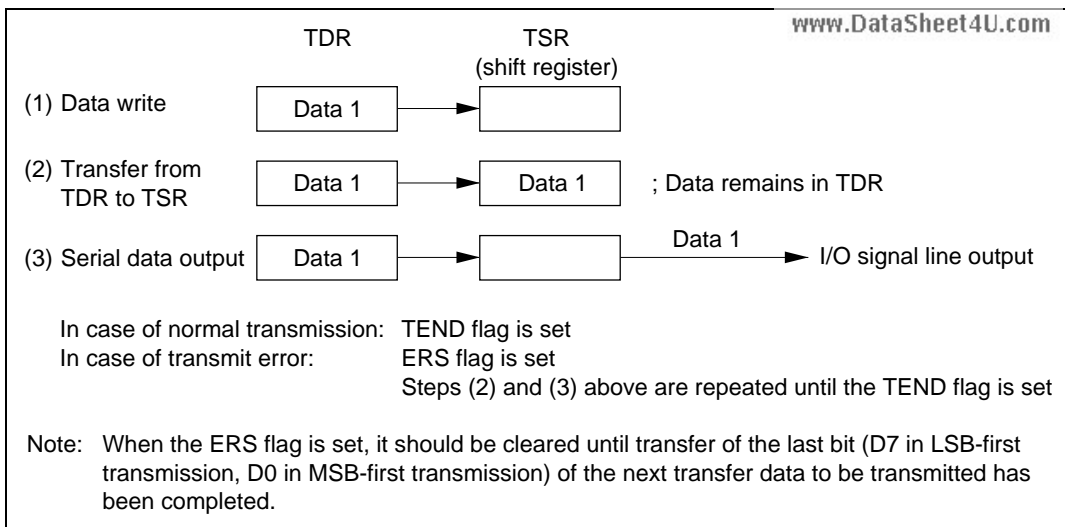 www.DataSheet4U.com
TDR TSR
(shift register)
(1) Data write Data 1
(2) Transfer from
TDR to TSR Data 1 Data 1 ; Data remains in TDR
(3) Serial data output Data 1 Data 1 I/O signal line output
In case of normal transmission: TEND flag is set
In case of transmit error: ERS flag is set
Steps (2) and (3) above are repeated until the TEND flag is set
Note: When the ERS flag is set, it should be cleared until transfer of the last bit (D7 in LSB-first
transmission, D0 in MSB-first transmission) of the next transfer data to be transmitted has
been completed.